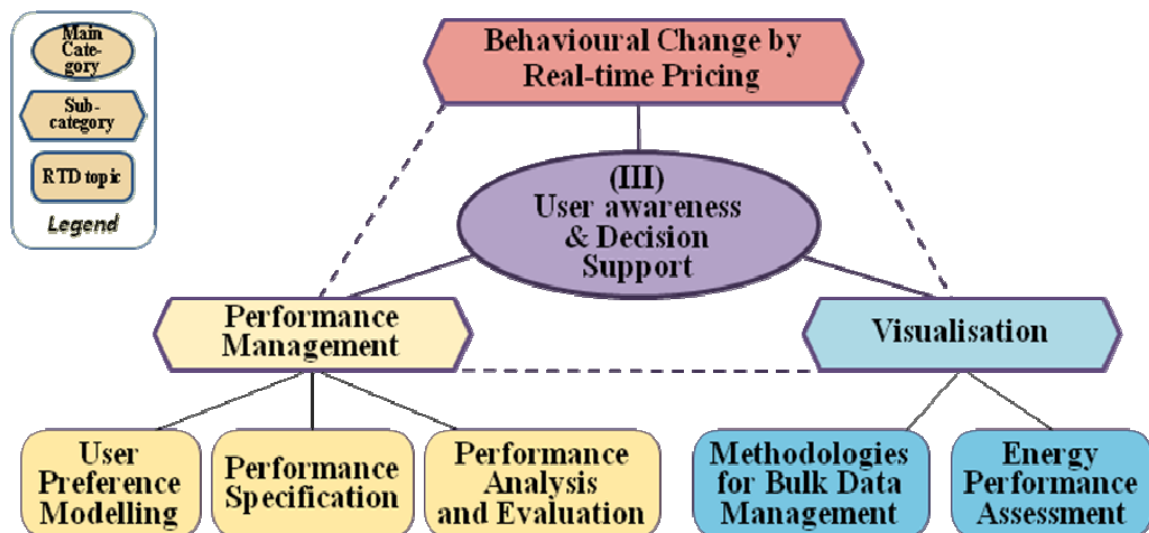 Main
Cate-
gory
Sub-
category
RTD topic
Legend
Behavioural Change by
Real-time Pricing
(III)
User awareness
& Decision
Support
Performance
Management
Visualisation
User
Preference
Modelling
Performance
Specification
Performance
Analysis
and Evaluation
Methodologies
for Bulk Data
Management
Energy
Performance
Assessment